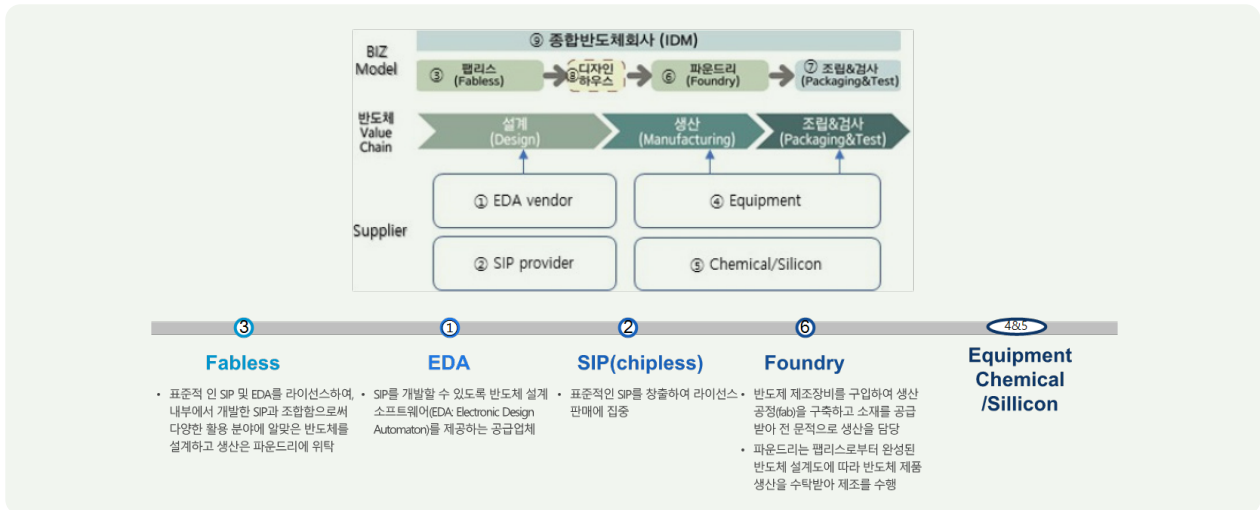 ⑨ 종합반도체회사 (IDM)
BIZ
Model
③ 팹리스
(Fabless)
⑧ 디자인
하우스
⑥ 파운드리
(Foundry)
⑦ 조립&검사
(Packaging&Test)
반도체
Value
Chain
설계
(Design)
생산
(Manufacturing)
조립&검사
(Packaging&Test)
Supplier
① EDA vendor
④ Equipment
② SIP provider
⑤ Chemical/Silicon
3
Fabless
• 표준적 인 SIP 및 EDA를 라이선스하여,
내부에서 개발한 SIP과 조합함으로써
다양한 활용 분야에 알맞은 반도체를
설계하고 생산은 파운드리에 위탁
1
EDA
• SIP를 개발할 수 있도록 반도체 설계
소프트웨어(EDA: Electronic Design
Automaton)를 제공하는 공급업체
2
SIP(chipless)
• 표준적인 SIP를 창출하여 라이선스
판매에 집중
6
Foundry
• 반도제 제조장비를 구입하여 생산
공정(fab)을 구축하고 소재를 공급
받아 전 문적으로 생산을 담당
• 파운드리는 팹리스로부터 완성된
반도체 설계도에 따라 반도체 제품
생산을 수탁받아 제조를 수행
4&5
Equipment
Chemical
/Sillicon